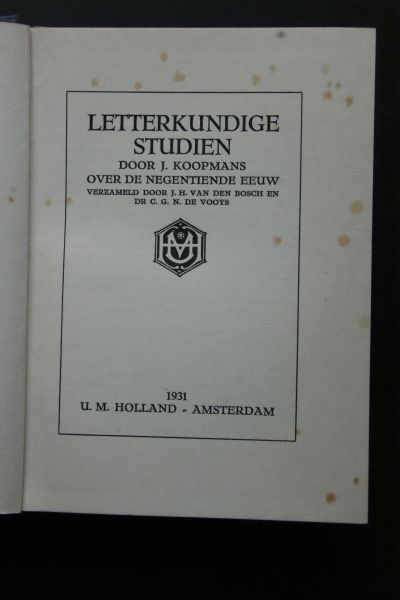 LETTERKUNDIGE
STUDIEN
DOOR J. KOOPMANS
OVER DE NEGENTIENDE EEUW
VERZAMELD DOOR J. H. VAN DEN BOSCH EN
DR C. G. N. DE VOOYS
1931
U. M. HOLLAND - AMSTERDAM